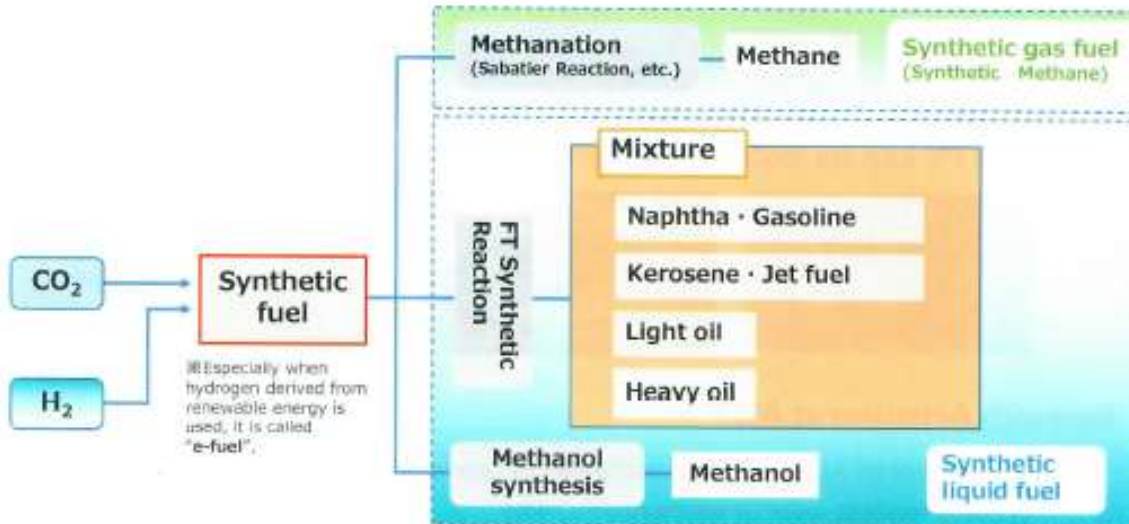 Methanation
(Sabatier Reaction, etc.)
Methane
Synthetic gas fuel
(Synthetic Methane)
Mixture
Naphtha・Gasoline
Kerosene・Jet fuel
Light oil
Heavy oil
FT Synthetic
Reaction
CO₂
H₂
Synthetic
fuel
※Especially when
hydrogen derived from
renewable energy is
used, it is called
"e-fuel".
Methanol
synthesis
Methanol
Synthetic
liquid fuel